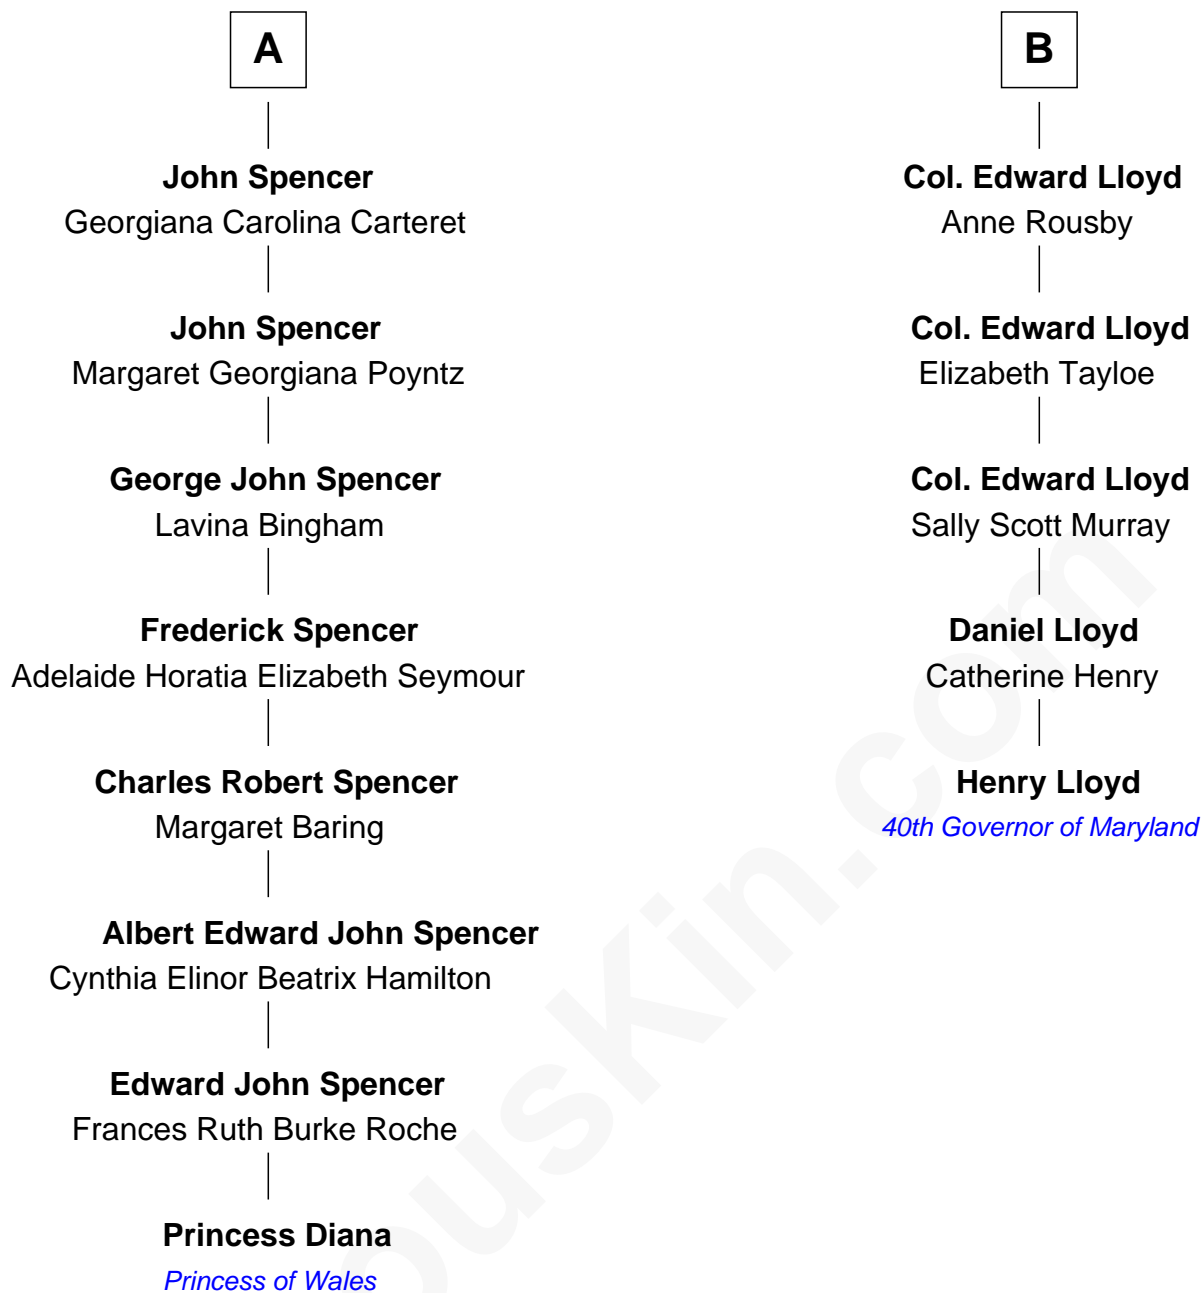 A
John Spencer
Georgiana Carolina Carteret
John Spencer
Margaret Georgiana Poyntz
George John Spencer
Lavina Bingham
Frederick Spencer
Adelaide Horatia Elizabeth Seymour
Charles Robert Spencer
Margaret Baring
Albert Edward John Spencer
Cynthia Elinor Beatrix Hamilton
Edward John Spencer
Frances Ruth Burke Roche
Princess Diana
Princess of Wales
B
Col. Edward Lloyd
Anne Rousby
Col. Edward Lloyd
Elizabeth Tayloe
Col. Edward Lloyd
Sally Scott Murray
Daniel Lloyd
Catherine Henry
Henry Lloyd
40th Governor of Maryland
ousKin.com